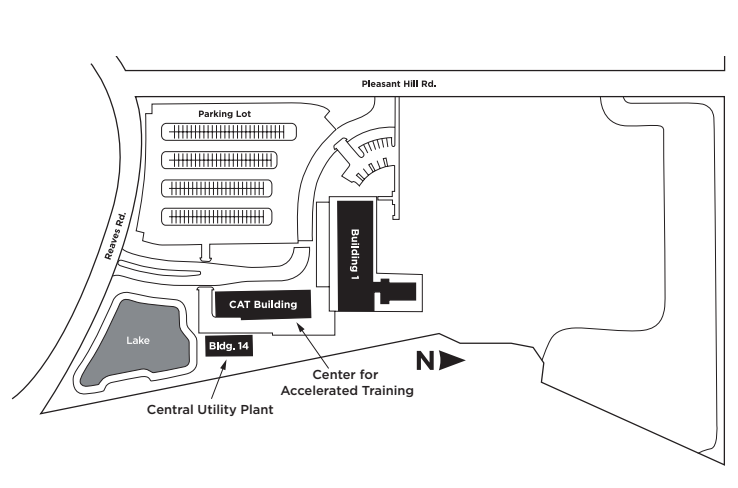 Pleasant Hill Rd.
Parking Lot
Reaves Rd.
Building 1
CAT Building
Lake
Bldg. 14
N
Center for
Accelerated Training
Central Utility Plant